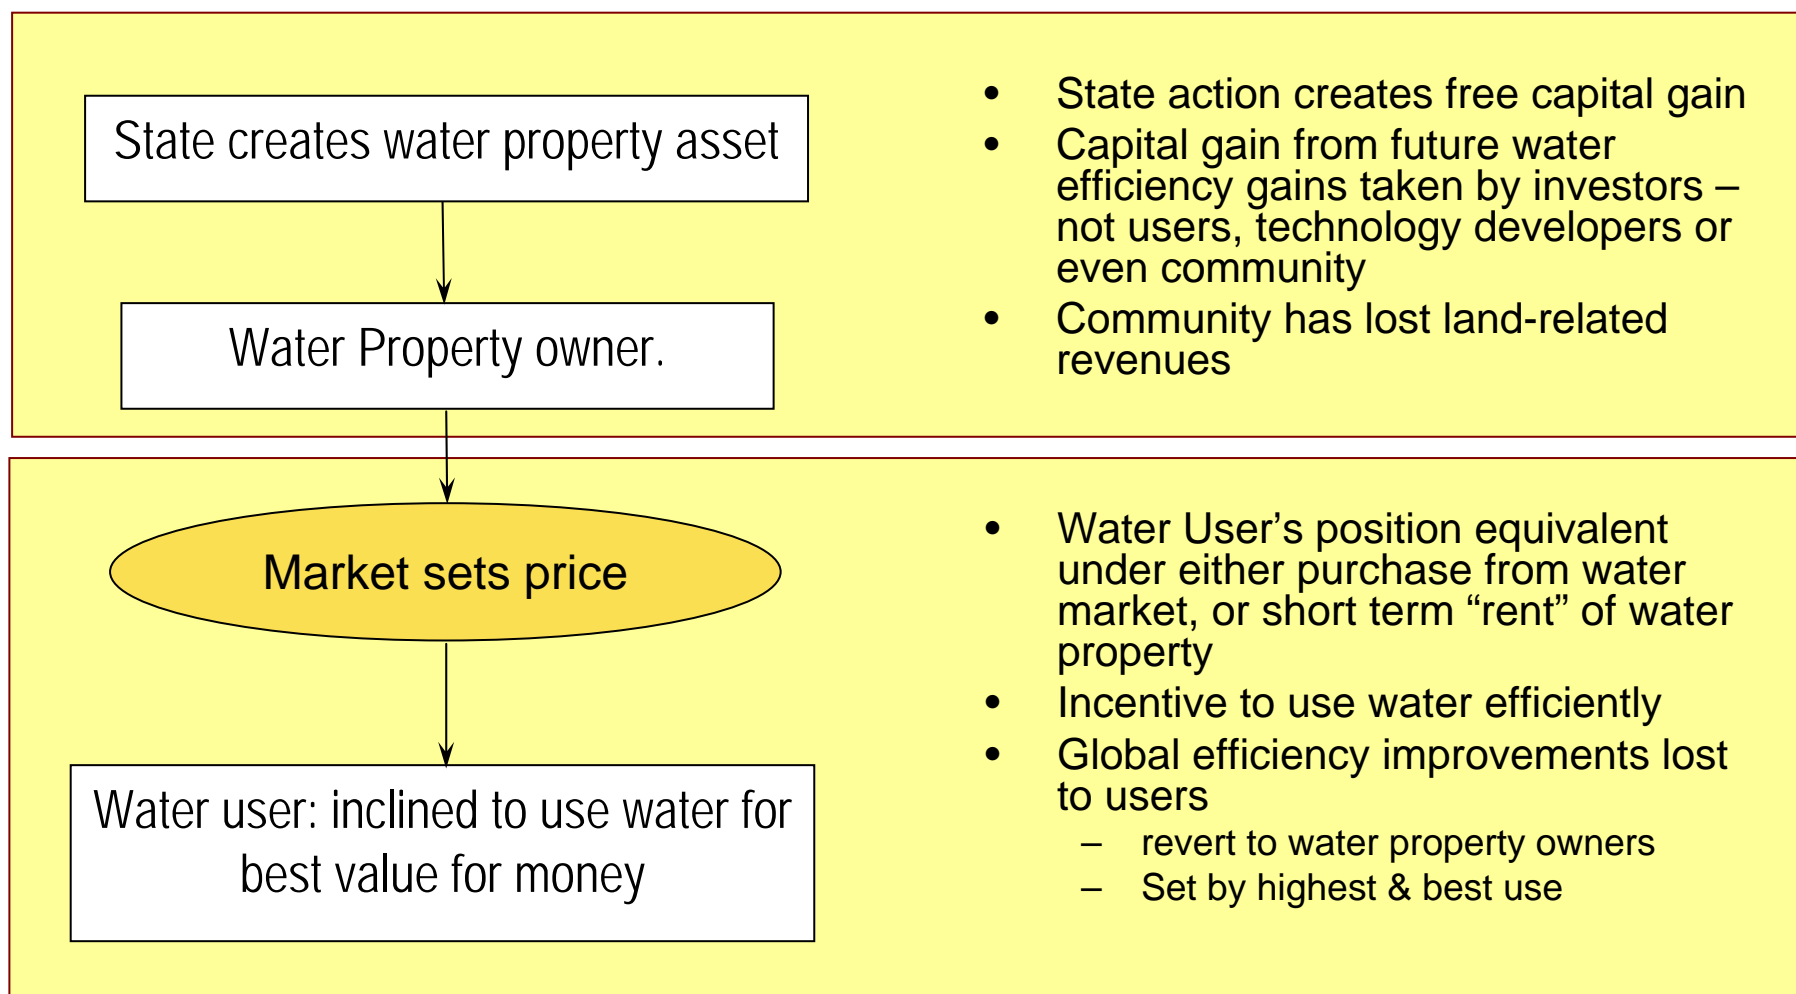 State creates water property asset
Water Property owner.
• State action creates free capital gain
• Capital gain from future water
efficiency gains taken by investors –
not users, technology developers or
even community
• Community has lost land-related
revenues
Market sets price
Water user: inclined to use water for
best value for money
• Water User’s position equivalent
under either purchase from water
market, or short term “rent” of water
property
• Incentive to use water efficiently
• Global efficiency improvements lost
to users
– revert to water property owners
– Set by highest & best use